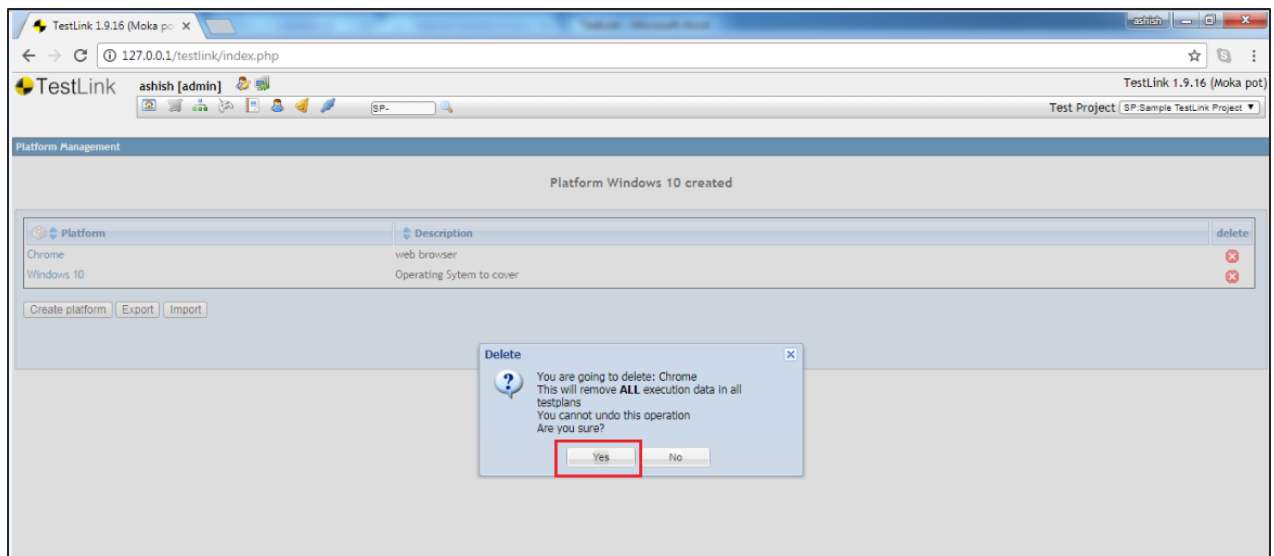 TestLink 1.9.16 (Moka po
TestLink - Microsoft Word
ashish
127.0.0.1/testlink/index.php
TestLink
ashish [admin]
TestLink 1.9.16 (Moka pot)
SP-
Test Project SP:Sample TestLink Project
Platform Management
Platform Windows 10 created
Platform Description delete
Chrome web browser
Windows 10 Operating Sytem to cover
Create platform Export Import
Delete
You are going to delete: Chrome
This will remove ALL execution data in all
testplans
You cannot undo this operation
Are you sure?
Yes No